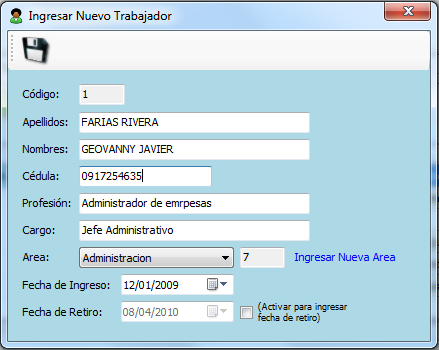 Ingresar Nuevo Trabajador
Código: 1
Apellidos: FARIAS RIVERA
Nombres: GEOVANNY JAVIER
Cédula: 0917254635
Profesión: Administrador de emrpesas
Cargo: Jefe Administrativo
Area: Administracion 7 Ingresar Nueva Area
Fecha de Ingreso: 12/01/2009
Fecha de Retiro: 08/04/2010 (Activar para ingresar
fecha de retiro)